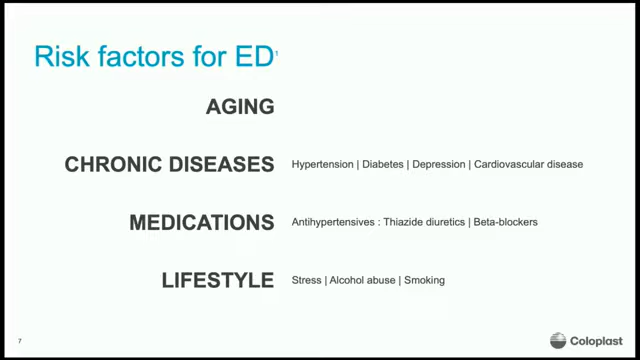 Risk factors for ED¹
AGING
CHRONIC DISEASES Hypertension | Diabetes | Depression | Cardiovascular disease
MEDICATIONS Antihypertensives : Thiazide diuretics | Beta-blockers
LIFESTYLE Stress | Alcohol abuse | Smoking
7
Coloplast